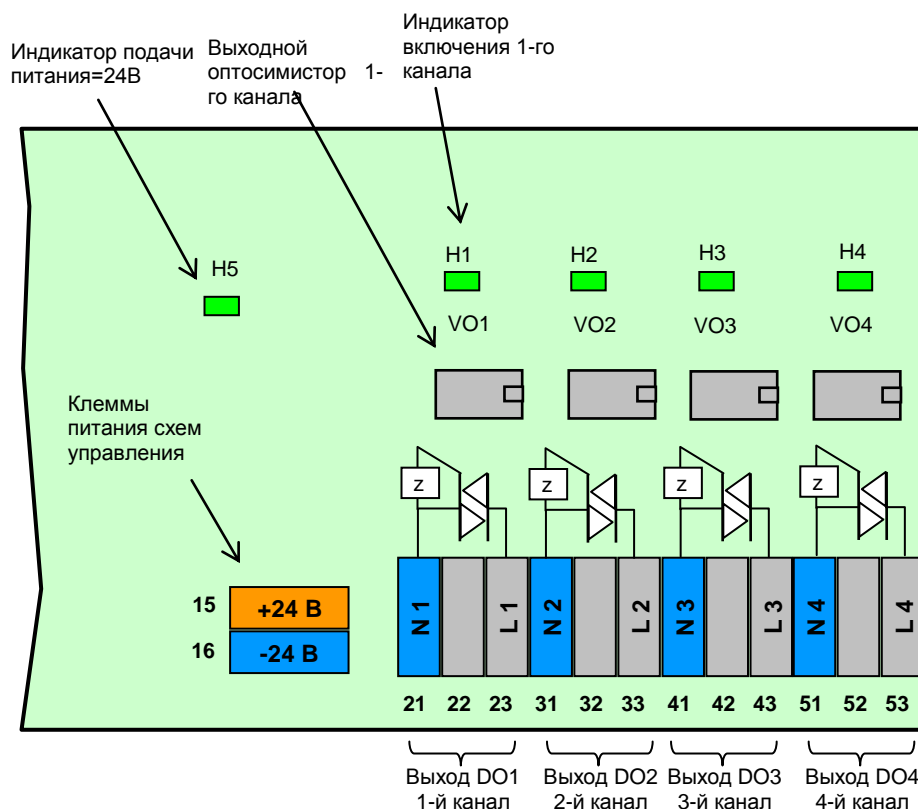 Индикатор подачи
питания=24В
Выходной
оптосимистор 1-
го канала
Индикатор
включения 1-го
канала
H5
H1
H2
H3
H4
VO1
VO2
VO3
VO4
Клеммы
питания схем
управления
z
z
z
z
15
+24 В
16
-24 В
N 1
L 1
N 2
L 2
N 3
L 3
N 4
L 4
21 22 23 31 32 33 41 42 43 51 52 53
Выход DO1
1-й канал
Выход DO2
2-й канал
Выход DO3
3-й канал
Выход DO4
4-й канал